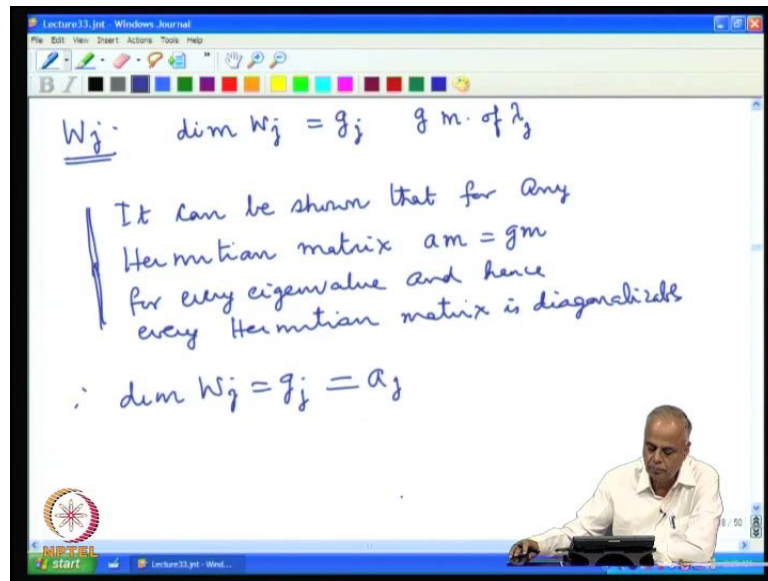 Lecture33.jnt - Windows Journal
File Edit View Insert Actions Tools Help
B I
Wj. dim Wj = gj g m. of λj
It can be shown that for any
Hermitian matrix am = gm
for every eigenvalue and hence
every Hermitian matrix is diagonalizable
∴ dim Wj = gj = aj
NPTEL
start Lecture33.jnt - Wind...